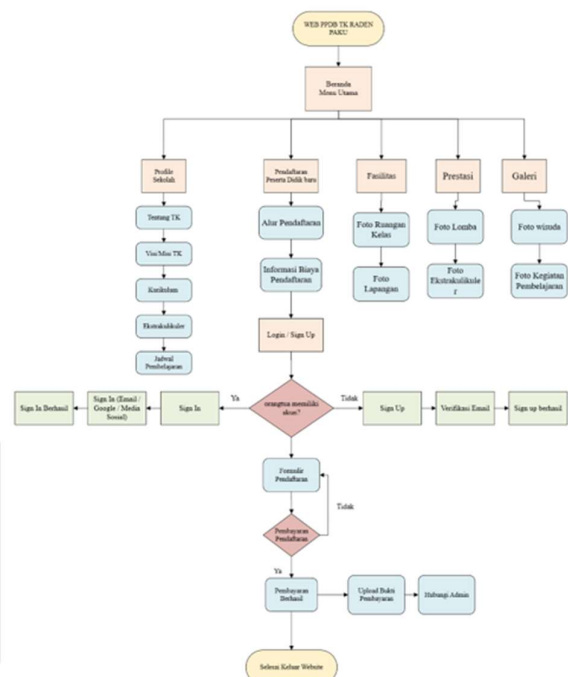 WEB PPDB TK RADEN
PAKU
Beranda
Menu Utama
Profile
Sekolah
Pendaftaran
Peserta Didik baru
Fasilitas
Prestasi
Galeri
Tentang TK
Alur Pendaftaran
Foto Ruangan
Kelas
Foto Lomba
Foto wisuda
Visi/Misi TK
Informasi Biaya
Pendaftaran
Foto
Lapangan
Foto
Ekstrakulikule
r
Foto Kegiatan
Pembelajaran
Kurikulum
Ekstrakulikuler
Jadwal
Pembelajaran
Login / Sign Up
Sign In Berhasil
Sign In (Email /
Google / Media
Sosial)
Sign In
Ya
orangtua memiliki
akun?
Tidak
Sign Up
Verifikasi Email
Sign up berhasil
Formulir
Pendaftaran
Tidak
Pembayaran
Pendaftaran
Ya
Pembayaran
Berhasil
Upload Bukti
Pembayaran
Hubungi Admin
Selesai Keluar Website